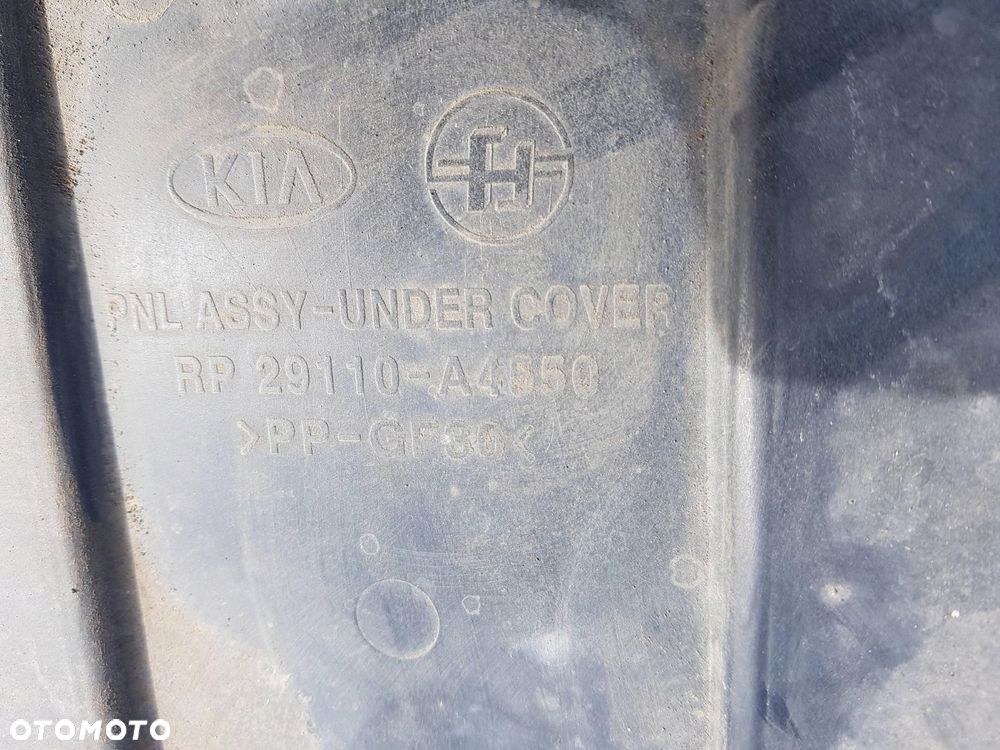 KIA
PNL ASSY-UNDER COVER
RP 29110-A4550
>PP-GF30<
OTOMOTO